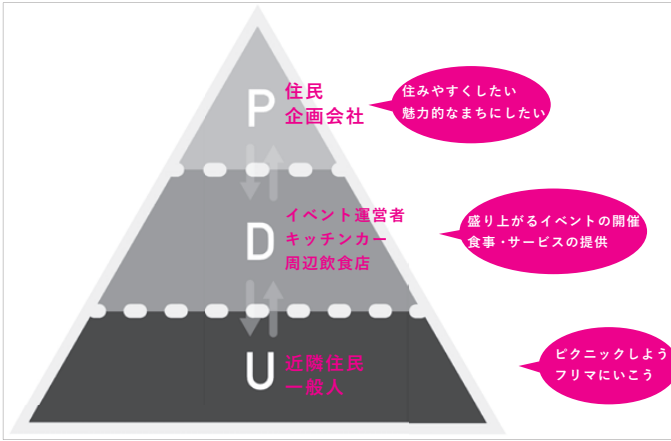 P
住民
企画会社
住みやすくしたい
魅力的なまちにしたい
D
イベント運営者
キッチンカー
周辺飲食店
盛り上がるイベントの開催
食事・サービスの提供
U
近隣住民
一般人
ピクニックしよう
フリマにいこう